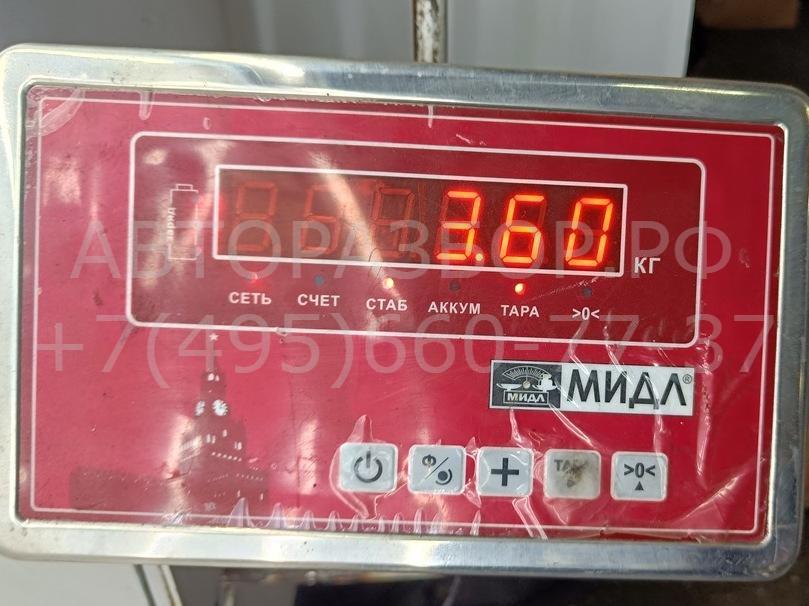 3.60
КГ
СЕТЬ СЧЕТ СТАБ АККУМ ТАРА >0<
АВТОРАЗБОР.РФ
+7(495)660-77-37
МИДЛ МИДЛ®
ТАРА >0<